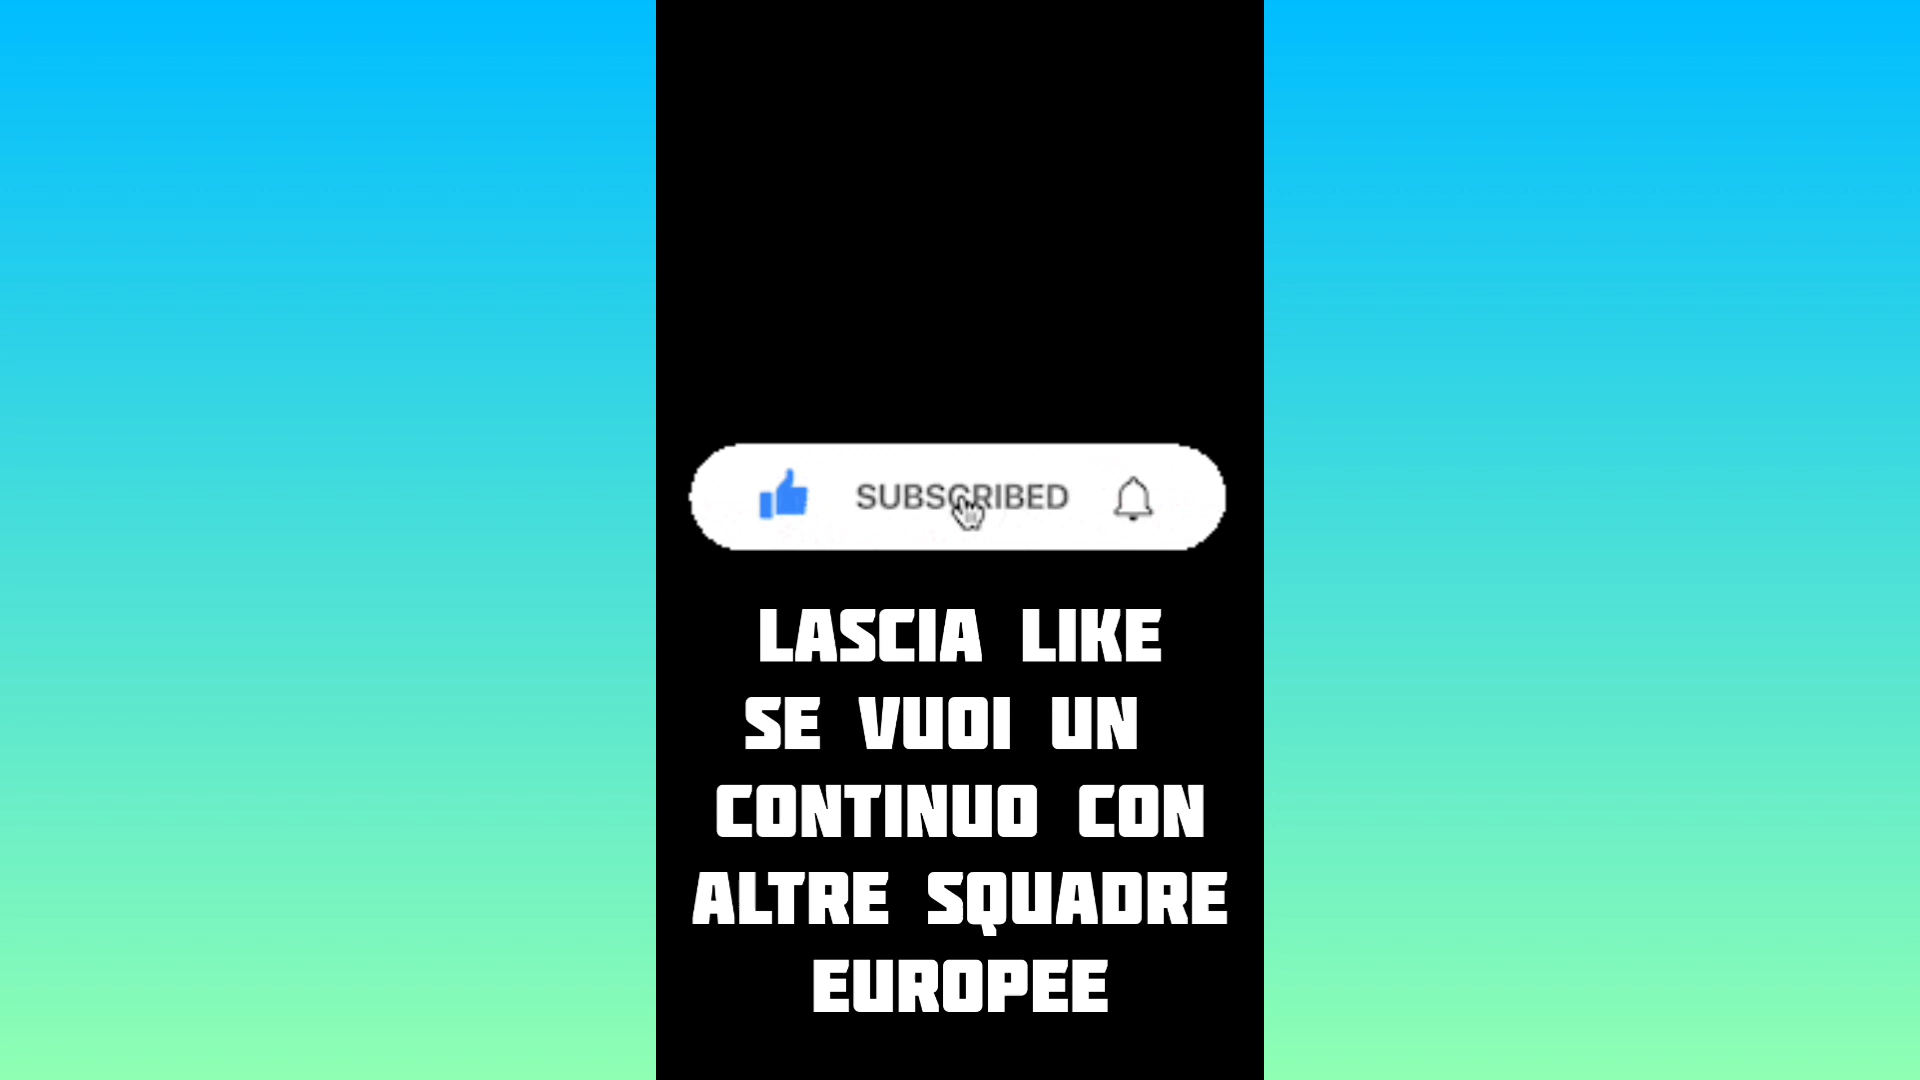 SUBSCRIBED
LASCIA LIKE
SE VUOI UN
CONTINUO CON
ALTRE SQUADRE
EUROPEE